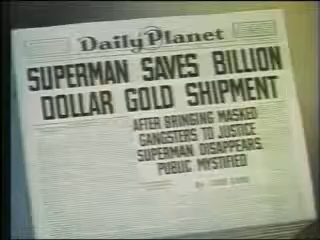 Daily Planet
SUPERMAN SAVES BILLION
DOLLAR GOLD SHIPMENT
AFTER BRINGING MASKED
GANGSTERS TO JUSTICE
SUPERMAN DISAPPEARS
PUBLIC MYSTIFIED